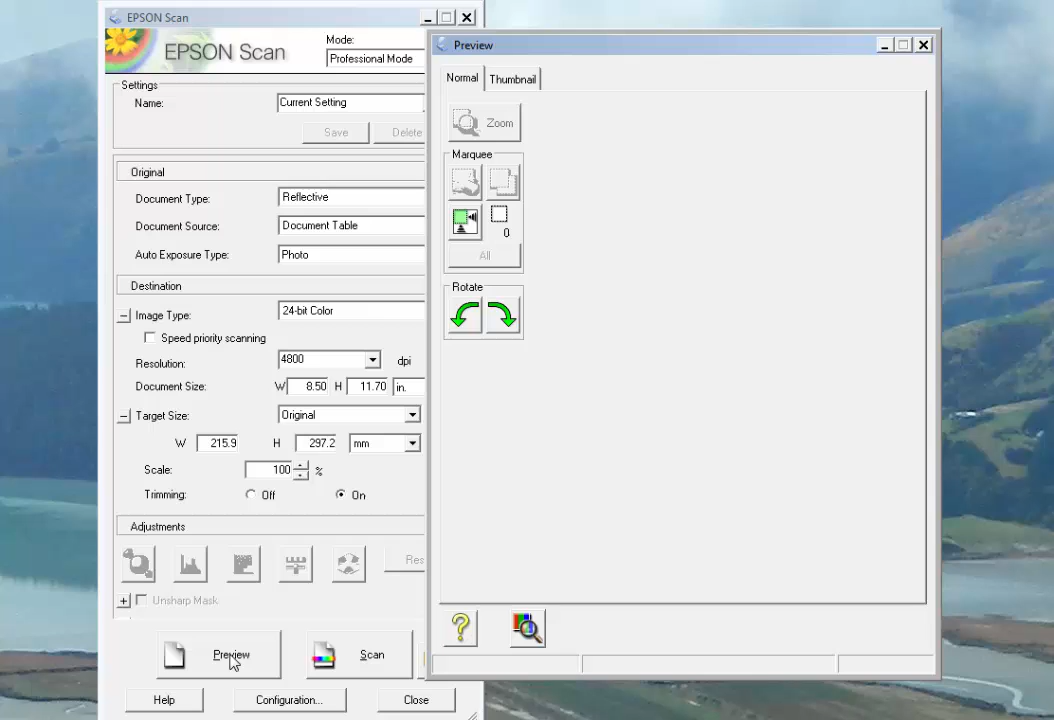 EPSON Scan
EPSON Scan
Mode:
Professional Mode
Settings
Name:
Current Setting
Save
Delete
Original
Document Type:
Reflective
Document Source:
Document Table
Auto Exposure Type:
Photo
Destination
Image Type:
24-bit Color
Speed priority scanning
Resolution:
4800
dpi
Document Size:
W
8.50
H
11.70
in.
Target Size:
Original
W
215.9
H
297.2
mm
Scale:
100
%
Trimming:
Off
On
Adjustments
Res
Unsharp Mask
Preview
Scan
Help
Configuration...
Close
Preview
Normal
Thumbnail
Zoom
Marquee
0
All
Rotate